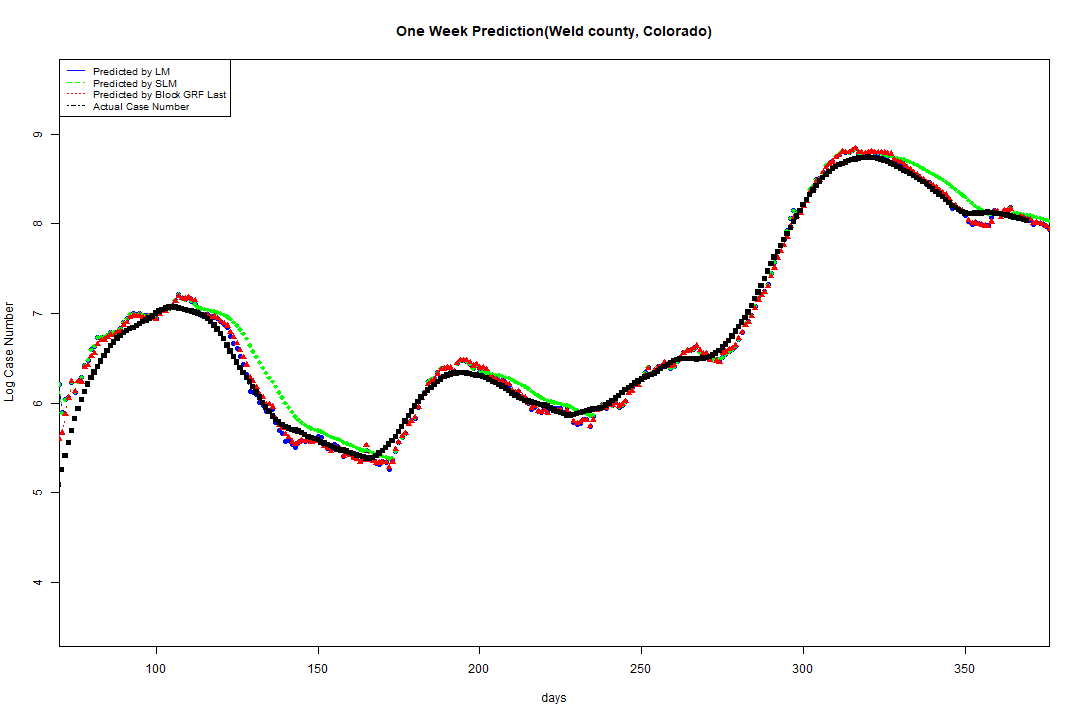 One Week Prediction(Weld county, Colorado)
Predicted by LM
Predicted by SLM
Predicted by Block GRF Last
Actual Case Number
9
8
7
6
5
4
Log Case Number
100 150 200 250 300 350
days